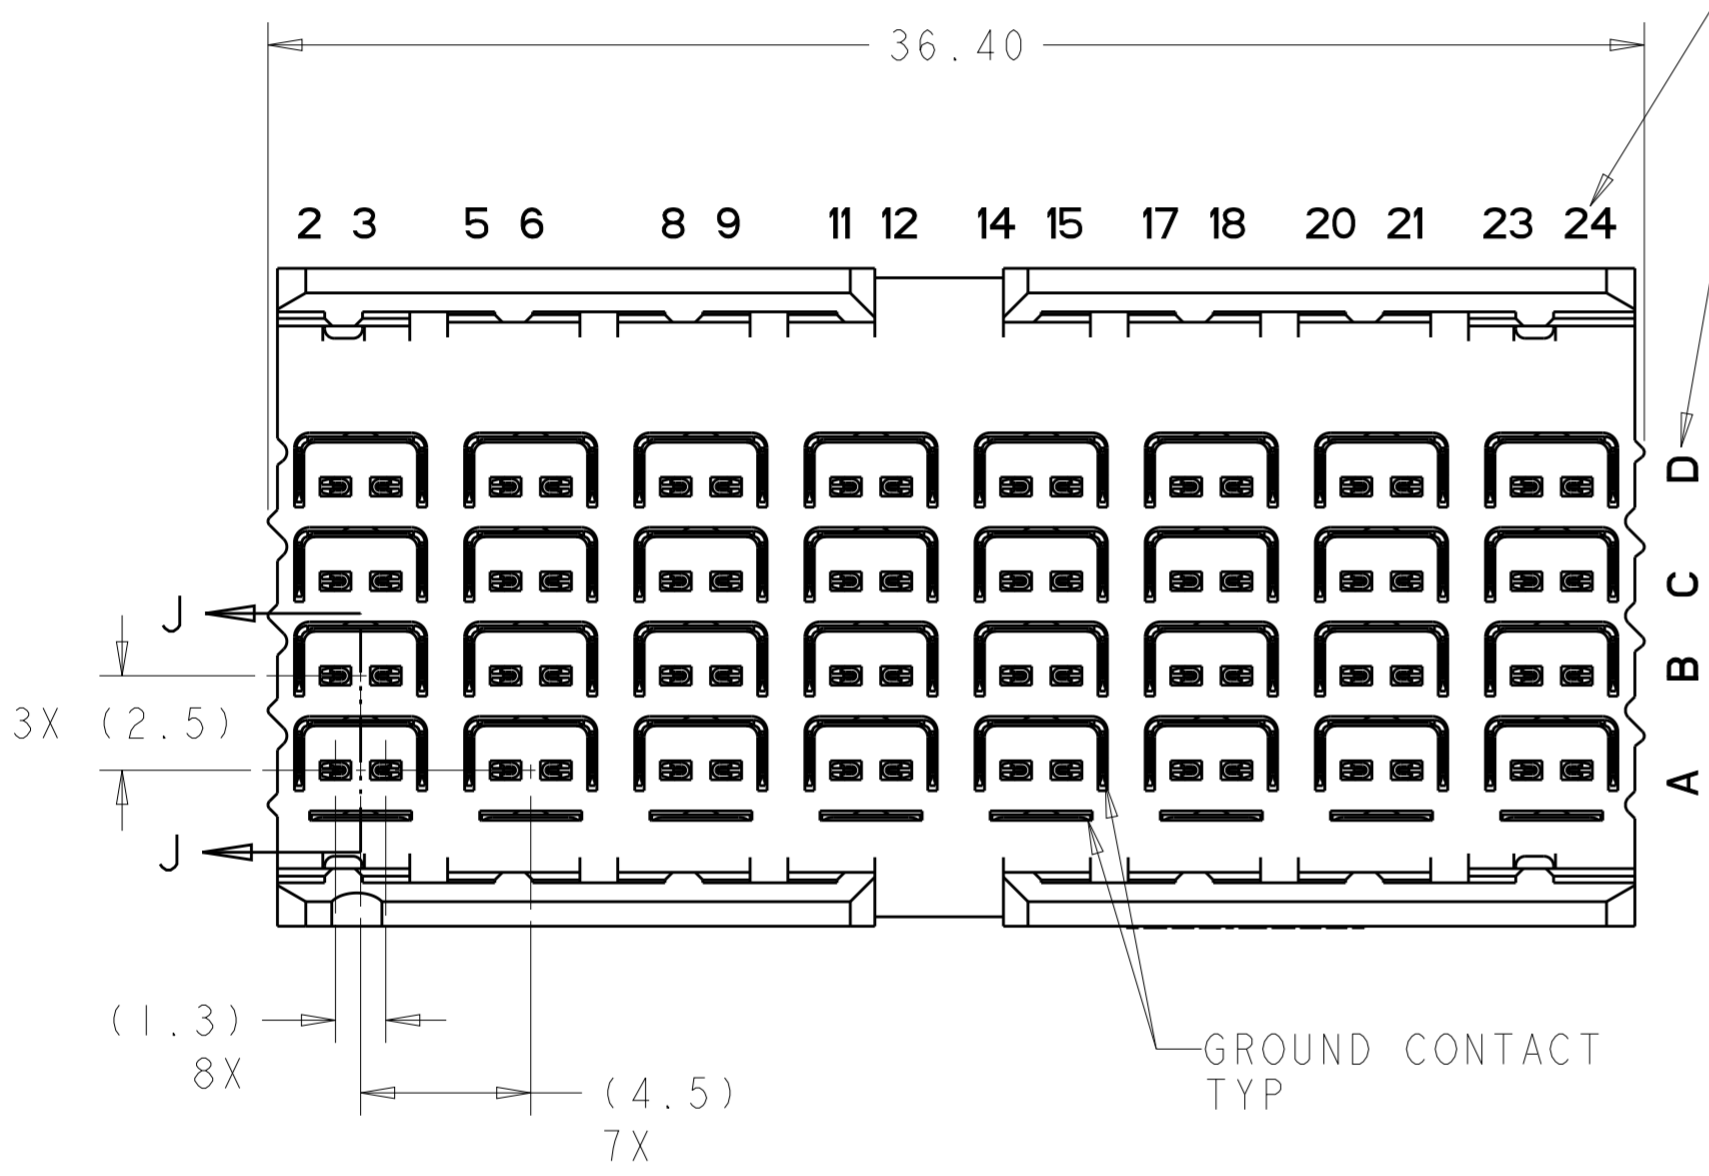 36.40
2 3 5 6 8 9 11 12 14 15 17 18 20 21 23 24
D
C
B
A
J
3X (2.5)
J
(1.3)
8X
(4.5)
7X
GROUND CONTACT
TYP